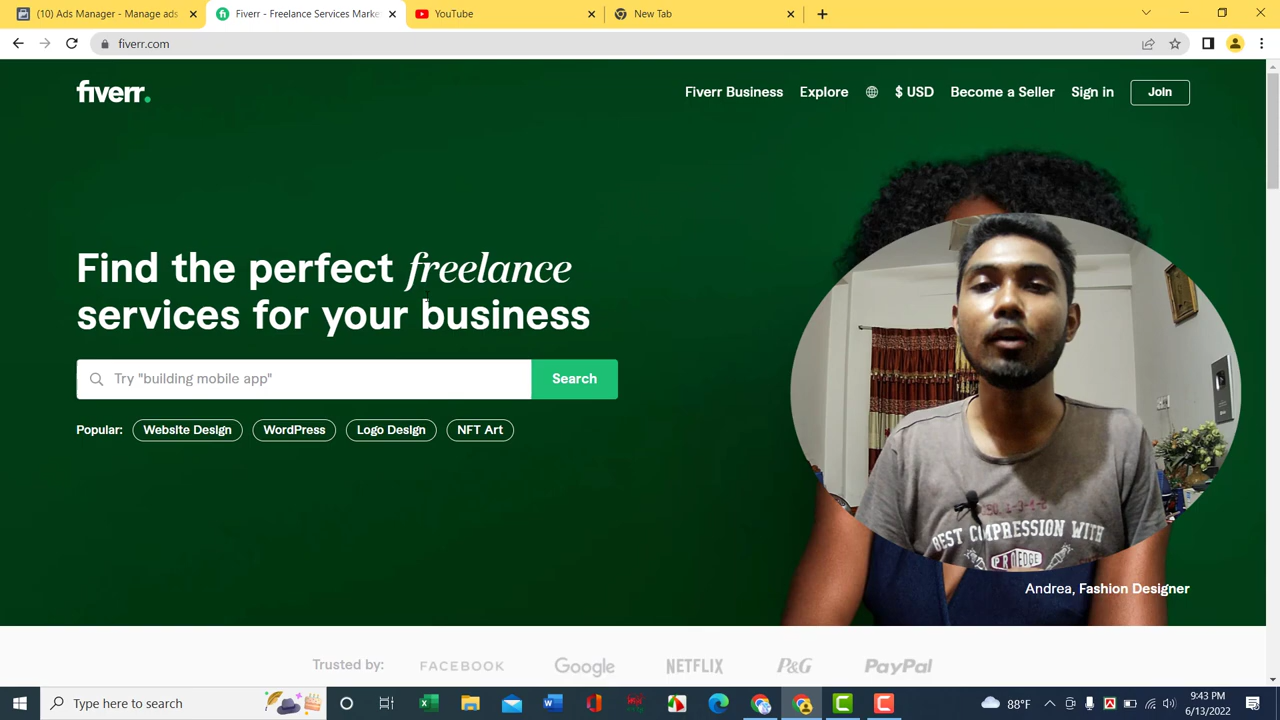 (10) Ads Manager - Manage ads
Fiverr - Freelance Services Marke
YouTube
New Tab
fiverr.com
fiverr.
Fiverr Business
Explore
$ USD
Become a Seller
Sign in
Join
Find the perfect freelance
services for your business
Try "building mobile app"
Search
Popular:
Website Design
WordPress
Logo Design
NFT Art
BEST COMPRESSION WITH
Andrea, Fashion Designer
Trusted by:
FACEBOOK
Google
NETFLIX
P&G
PayPal
Type here to search
88°F
9:43 PM
6/13/2022